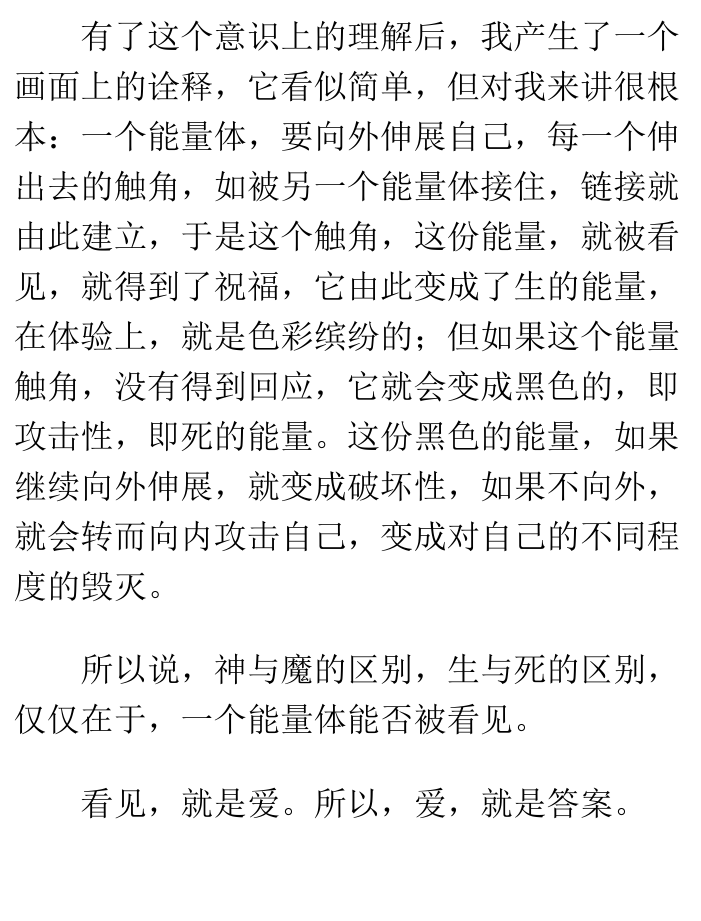 有了这个意识上的理解后，我产生了一个
画面上的诠释，它看似简单，但对我来讲很根
本：一个能量体，要向外伸展自己，每一个伸
出去的触角，如被另一个能量体接住，链接就
由此建立，于是这个触角，这份能量，就被看
见，就得到了祝福，它由此变成了生的能量，
在体验上，就是色彩缤纷的；但如果这个能量
触角，没有得到回应，它就会变成黑色的，即
攻击性，即死的能量。这份黑色的能量，如果
继续向外伸展，就变成破坏性，如果不向外，
就会转而向内攻击自己，变成对自己的不同程
度的毁灭。
所以说，神与魔的区别，生与死的区别，
仅仅在于，一个能量体能否被看见。
看见，就是爱。所以，爱，就是答案。